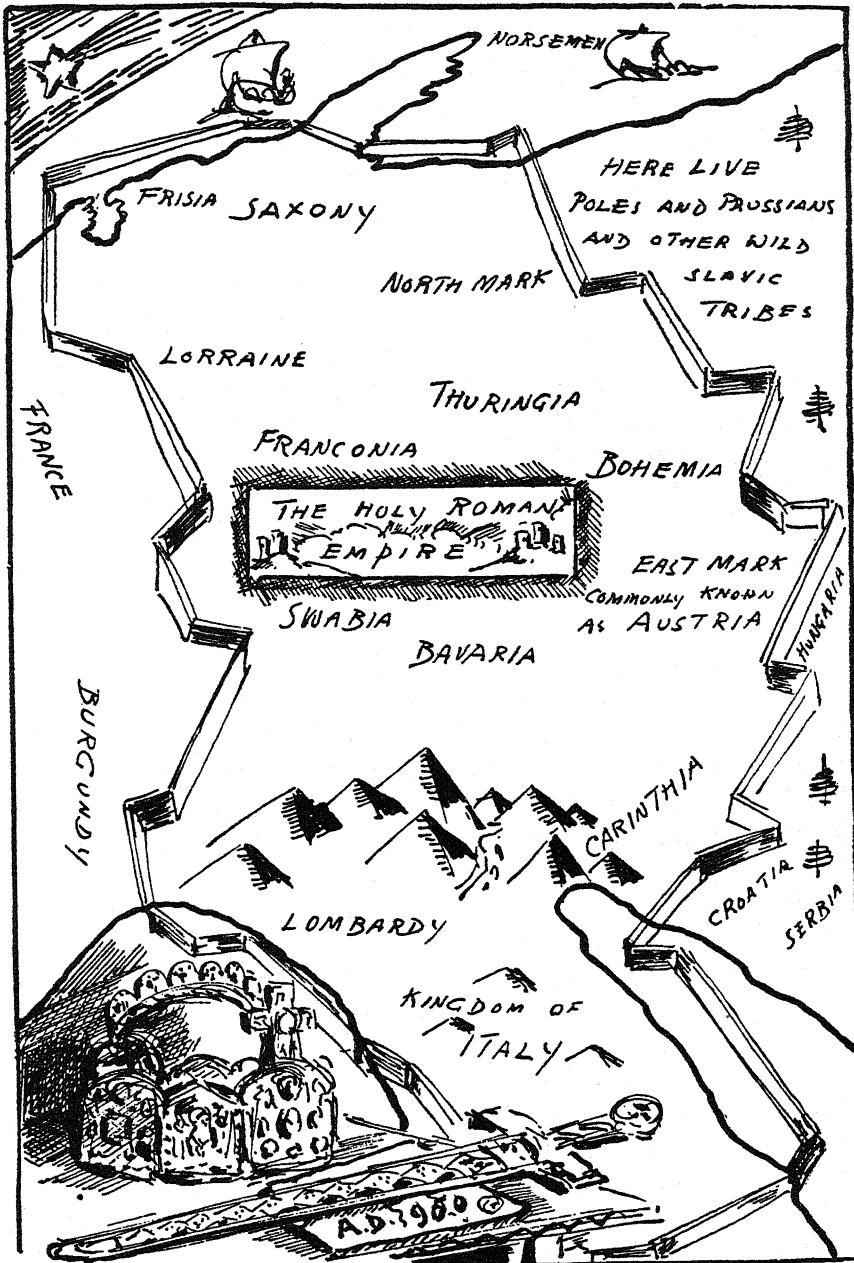 NORSEMEN
HERE LIVE
POLES AND PRUSSIANS
AND OTHER WILD
SLAVIC
TRIBES
FRISIA
SAXONY
NORTH MARK
LORRAINE
THURINGIA
FRANCE
FRANCONIA
BOHEMIA
THE HOLY ROMAN
EMPIRE
EAST MARK
COMMONLY KNOWN
AS AUSTRIA
HUNGARIA
SWABIA
BAVARIA
BURGUNDY
CARINTHIA
CROATIA
SERBIA
LOMBARDY
KINGDOM OF
ITALY
A.D. 900